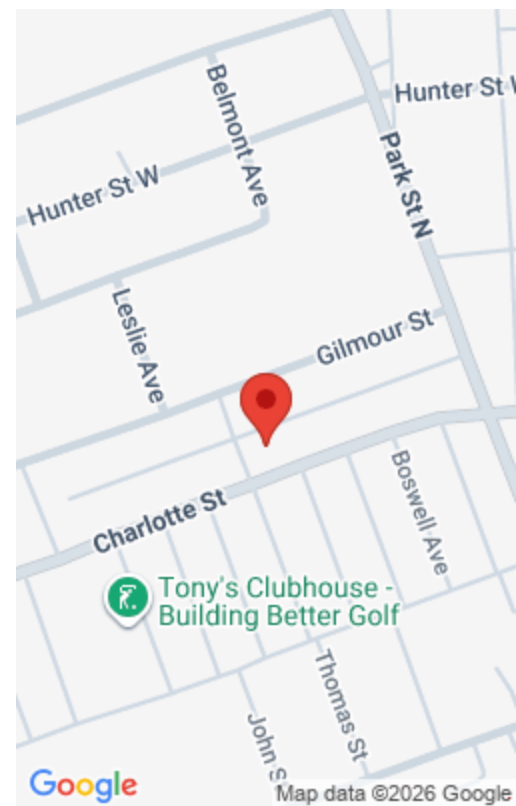 Belmont Ave
Hunter St
Park St N
Hunter St W
Leslie Ave
Gilmour St
Charlotte St
Boswell Ave
Tony's Clubhouse -
Building Better Golf
Thomas St
John
Google
Map data ©2026 Google